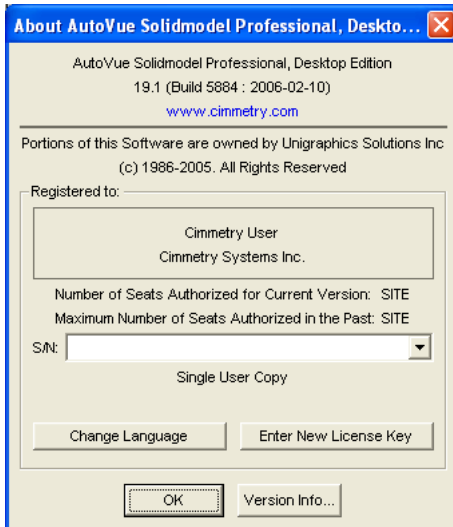 About AutoVue Solidmodel Professional, Deskto...
AutoVue Solidmodel Professional, Desktop Edition
19.1 (Build 5884 : 2006-02-10)
www.cimmetry.com
Portions of this Software are owned by Unigraphics Solutions Inc
(c) 1986-2005. All Rights Reserved
Registered to:
Cimmetry User
Cimmetry Systems Inc.
Number of Seats Authorized for Current Version: SITE
Maximum Number of Seats Authorized in the Past: SITE
S/N:
Single User Copy
Change Language
Enter New License Key
OK
Version Info...